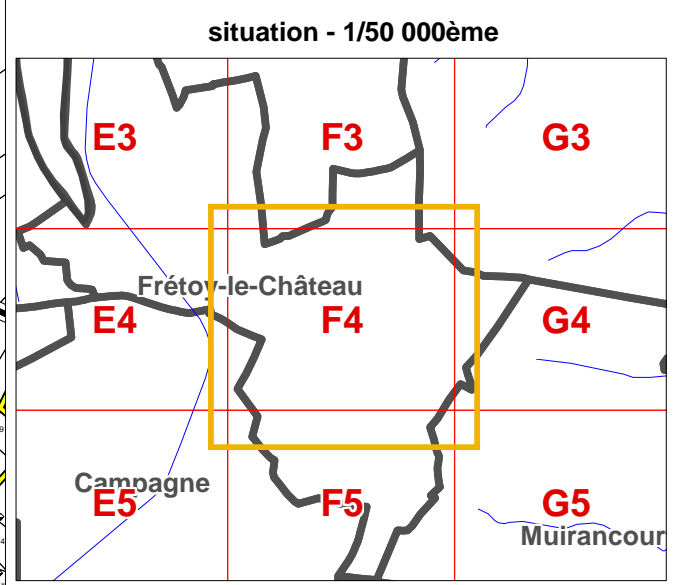 situation - 1/50 000ème
E3 F3 G3
Frétoy-le-Château
E4 F4 G4
Campagne
E5 F5 G5
Muirancour